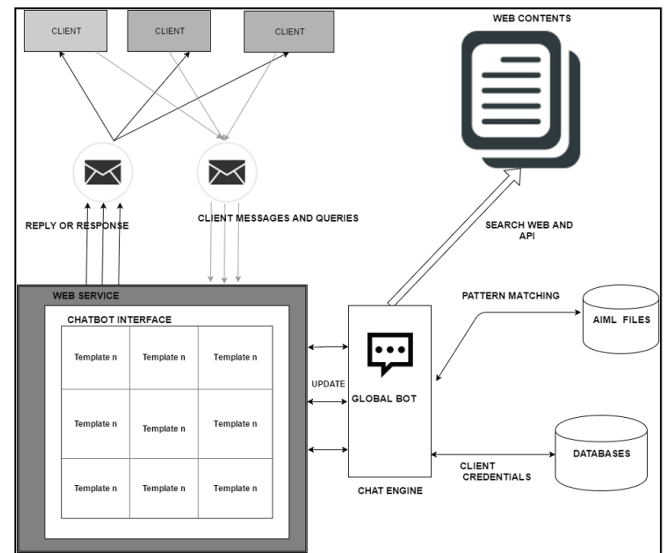 CLIENT
CLIENT
CLIENT
WEB CONTENTS
REPLY OR RESPONSE
CLIENT MESSAGES AND QUERIES
SEARCH WEB AND
API
WEB SERVICE
CHATBOT INTERFACE
Template n
Template n
Template n
Template n
Template n
Template n
Template n
Template n
Template n
UPDATE
GLOBAL BOT
CHAT ENGINE
PATTERN MATCHING
AIML FILES
CLIENT
CREDENTIALS
DATABASES